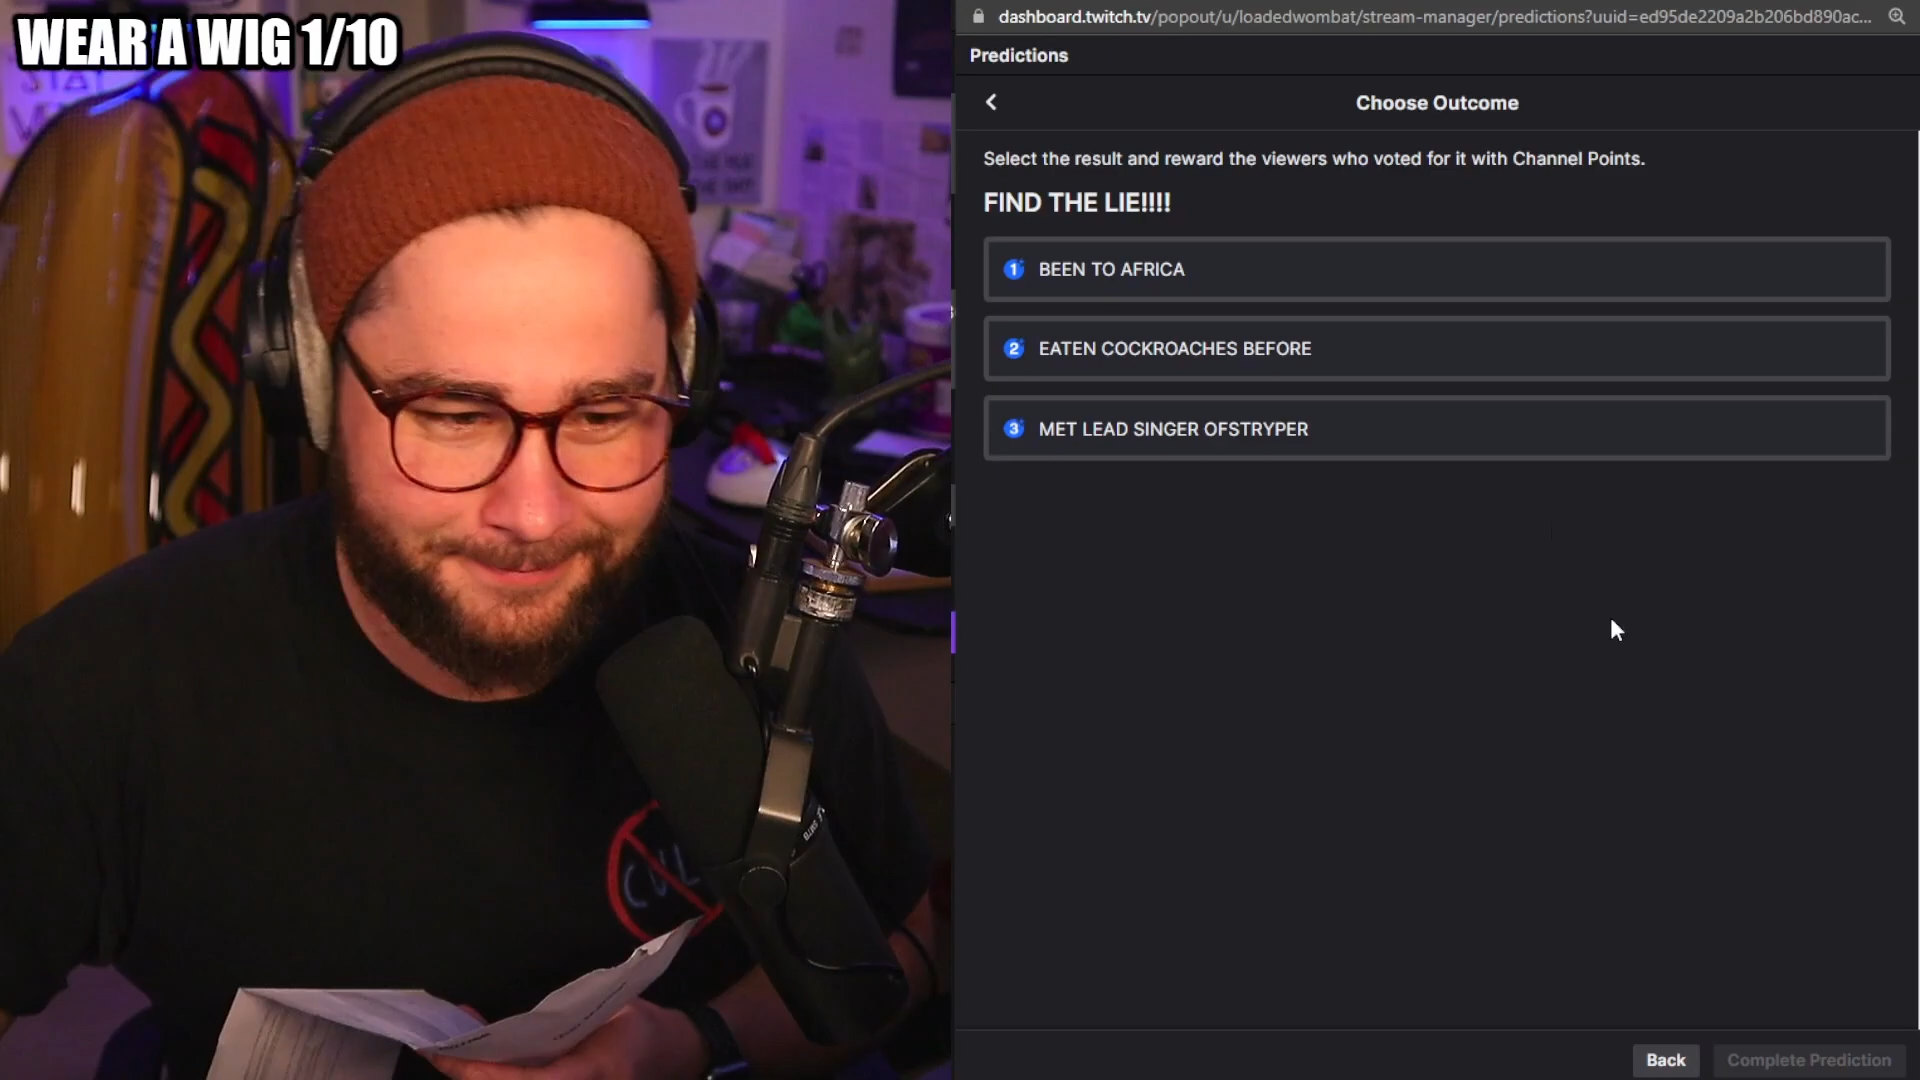 WEAR A WIG 1/10
dashboard.twitch.tv/popout/u/loadedwombat/stream-manager/predictions?uuid=ed95de2209a2b206bd890ac...
Predictions
Choose Outcome
Select the result and reward the viewers who voted for it with Channel Points.
FIND THE LIE!!!!
1 BEEN TO AFRICA
2 EATEN COCKROACHES BEFORE
3 MET LEAD SINGER OFSTRYPER
Back
Complete Prediction
STAY
CUL